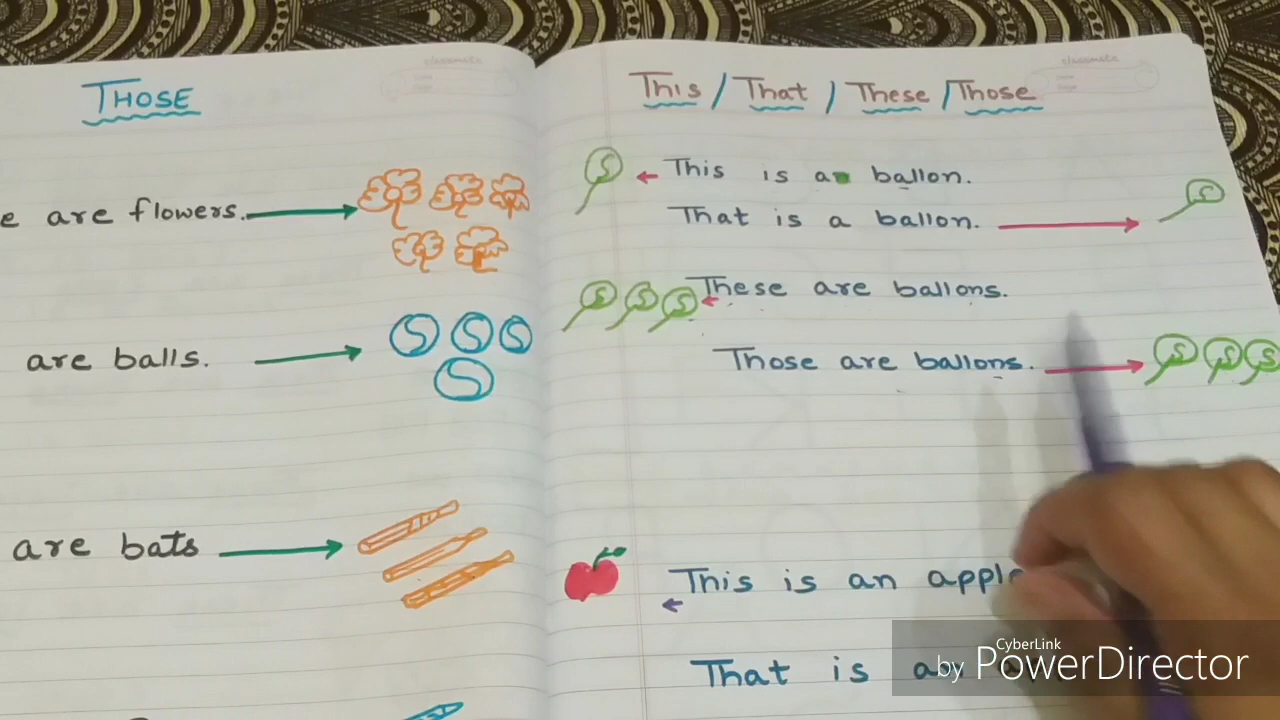 THOSE
are flowers.
are balls.
are bats
classmate
This / That / These / Those
This is a ballon.
That is a ballon.
These are ballons.
Those are ballons.
This is an
That is
CyberLink
by PowerDirector